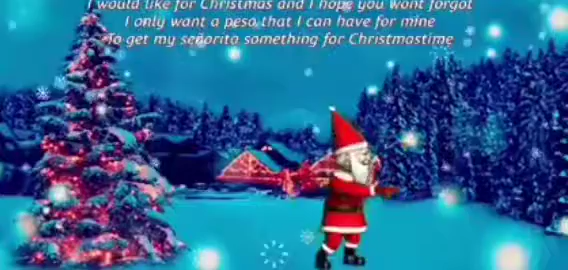 I would like for Christmas and I hope you wont forgot
I only want a peso that I can have for mine
To get my señorita something for Christmastime